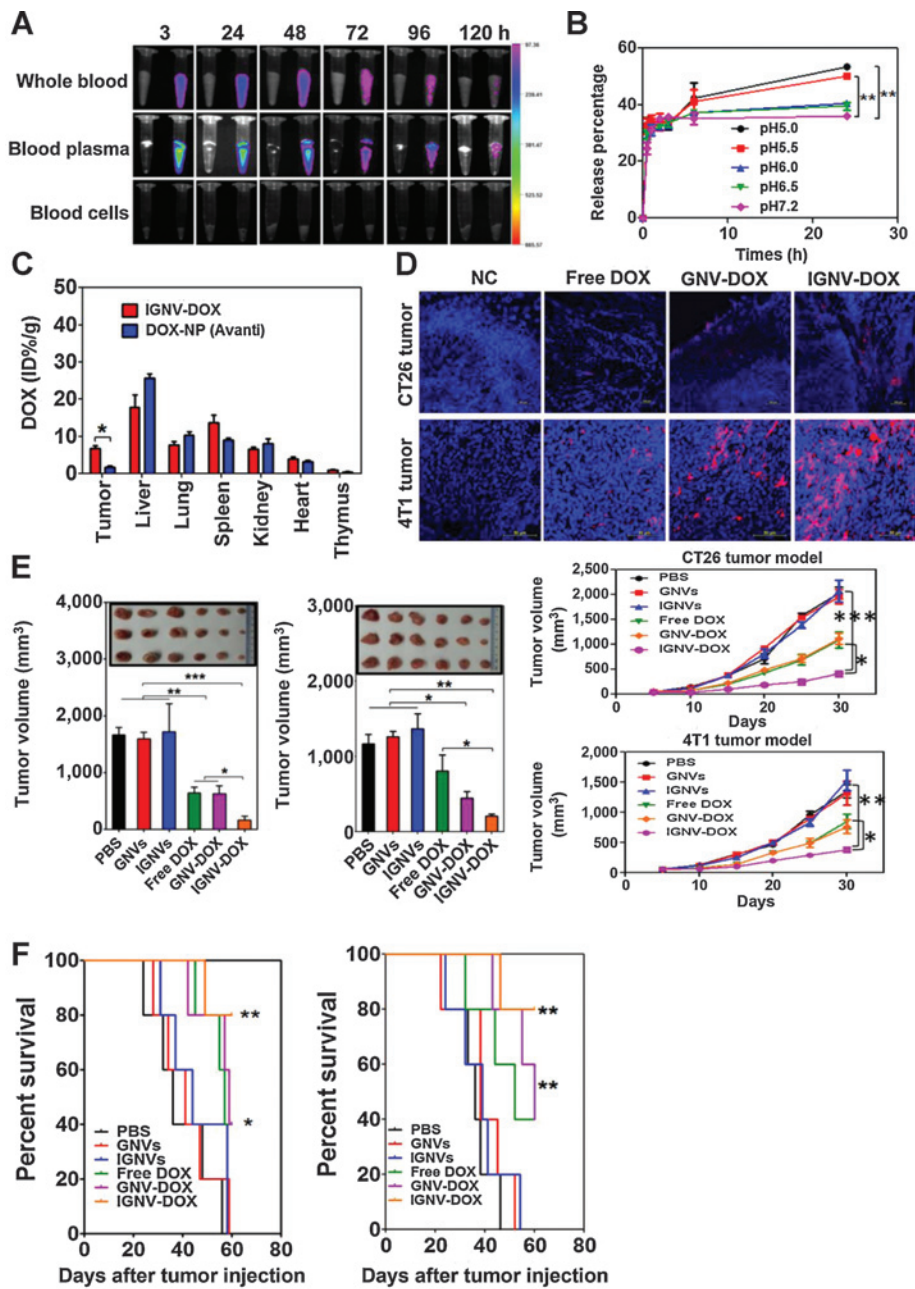 A
3 24 48 72 96 120 h
Whole blood
Blood plasma
Blood cells
97.38
239.41
381.47
523.52
665.57
B
Release percentage
60
40
20
0
0 10 20 30
Times (h)
** **
pH5.0
pH5.5
pH6.0
pH6.5
pH7.2
C
DOX (ID%/g)
50
40
30
20
10
0
IGNV-DOX
DOX-NP (Avanti)
*
Tumor
Liver
Lung
Spleen
Kidney
Heart
Thymus
D
NC Free DOX GNV-DOX IGNV-DOX
CT26 tumor
4T1 tumor
E
Tumor volume (mm³)
4,000
3,000
2,000
1,000
0
***
**
*
PBS
GNVs
IGNVs
Free DOX
GNV-DOX
IGNV-DOX
Tumor volume (mm³)
3,000
2,000
1,000
0
**
*
*
PBS
GNVs
IGNVs
Free DOX
GNV-DOX
IGNV-DOX
CT26 tumor model
Tumor volume
(mm³)
2,500
2,000
1,500
1,000
500
0
PBS
GNVs
IGNVs
Free DOX
GNV-DOX
IGNV-DOX
***
*
0 10 20 30
Days
4T1 tumor model
Tumor volume
(mm³)
2,000
1,500
1,000
500
0
PBS
GNVs
IGNVs
Free DOX
GNV-DOX
IGNV-DOX
**
*
0 10 20 30
Days
F
Percent survival
100
80
60
40
20
0
**
*
PBS
GNVs
IGNVs
Free DOX
GNV-DOX
IGNV-DOX
0 20 40 60 80
Days after tumor injection
Percent survival
100
80
60
40
20
0
**
**
PBS
GNVs
IGNVs
Free DOX
GNV-DOX
IGNV-DOX
0 20 40 60 80
Days after tumor injection